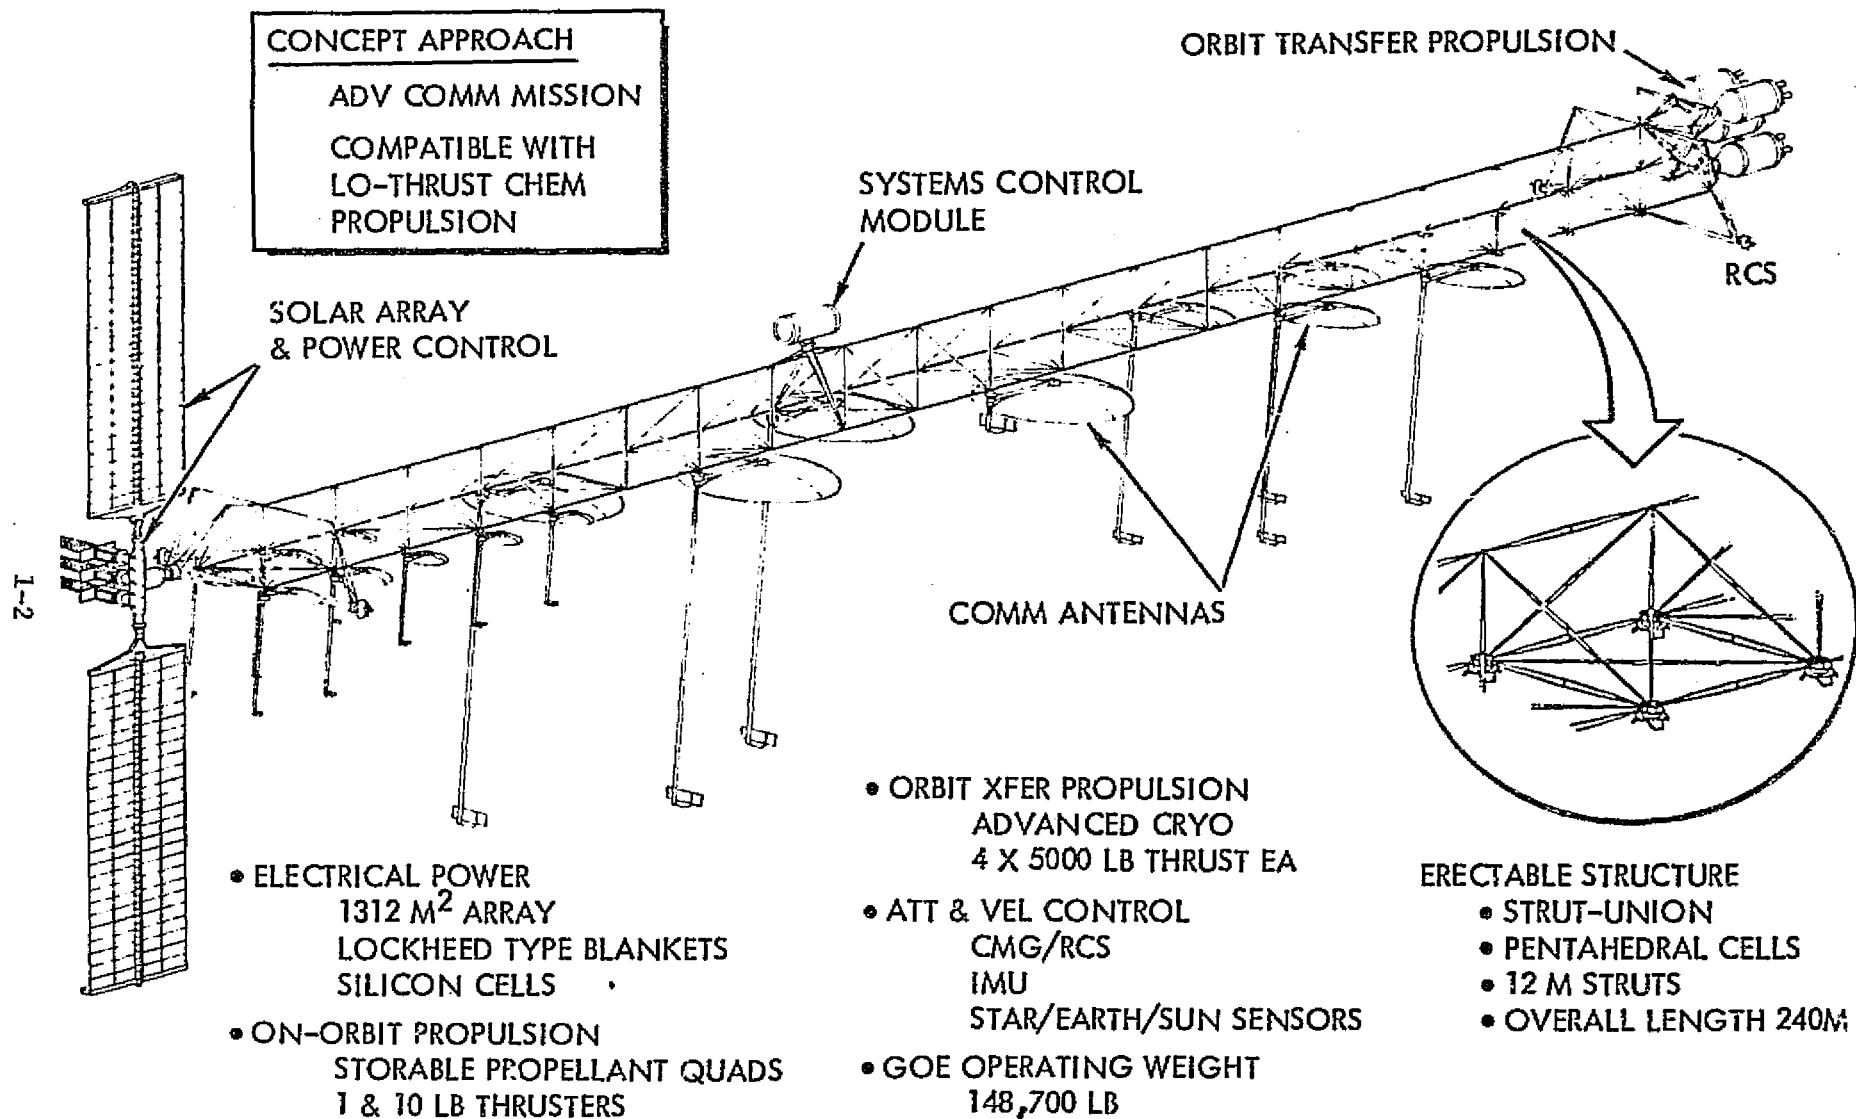 CONCEPT APPROACH
ADV COMM MISSION
COMPATIBLE WITH
LO-THRUST CHEM
PROPULSION
ORBIT TRANSFER PROPULSION
SYSTEMS CONTROL
MODULE
RCS
SOLAR ARRAY
& POWER CONTROL
COMM ANTENNAS
1-2
• ELECTRICAL POWER
1312 M² ARRAY
LOCKHEED TYPE BLANKETS
SILICON CELLS
• ON-ORBIT PROPULSION
STORABLE PROPELLANT QUADS
1 & 10 LB THRUSTERS
• ORBIT XFER PROPULSION
ADVANCED CRYO
4 X 5000 LB THRUST EA
• ATT & VEL CONTROL
CMG/RCS
IMU
STAR/EARTH/SUN SENSORS
• GOE OPERATING WEIGHT
148,700 LB
ERECTABLE STRUCTURE
• STRUT-UNION
• PENTAHEDRAL CELLS
• 12 M STRUTS
• OVERALL LENGTH 240M